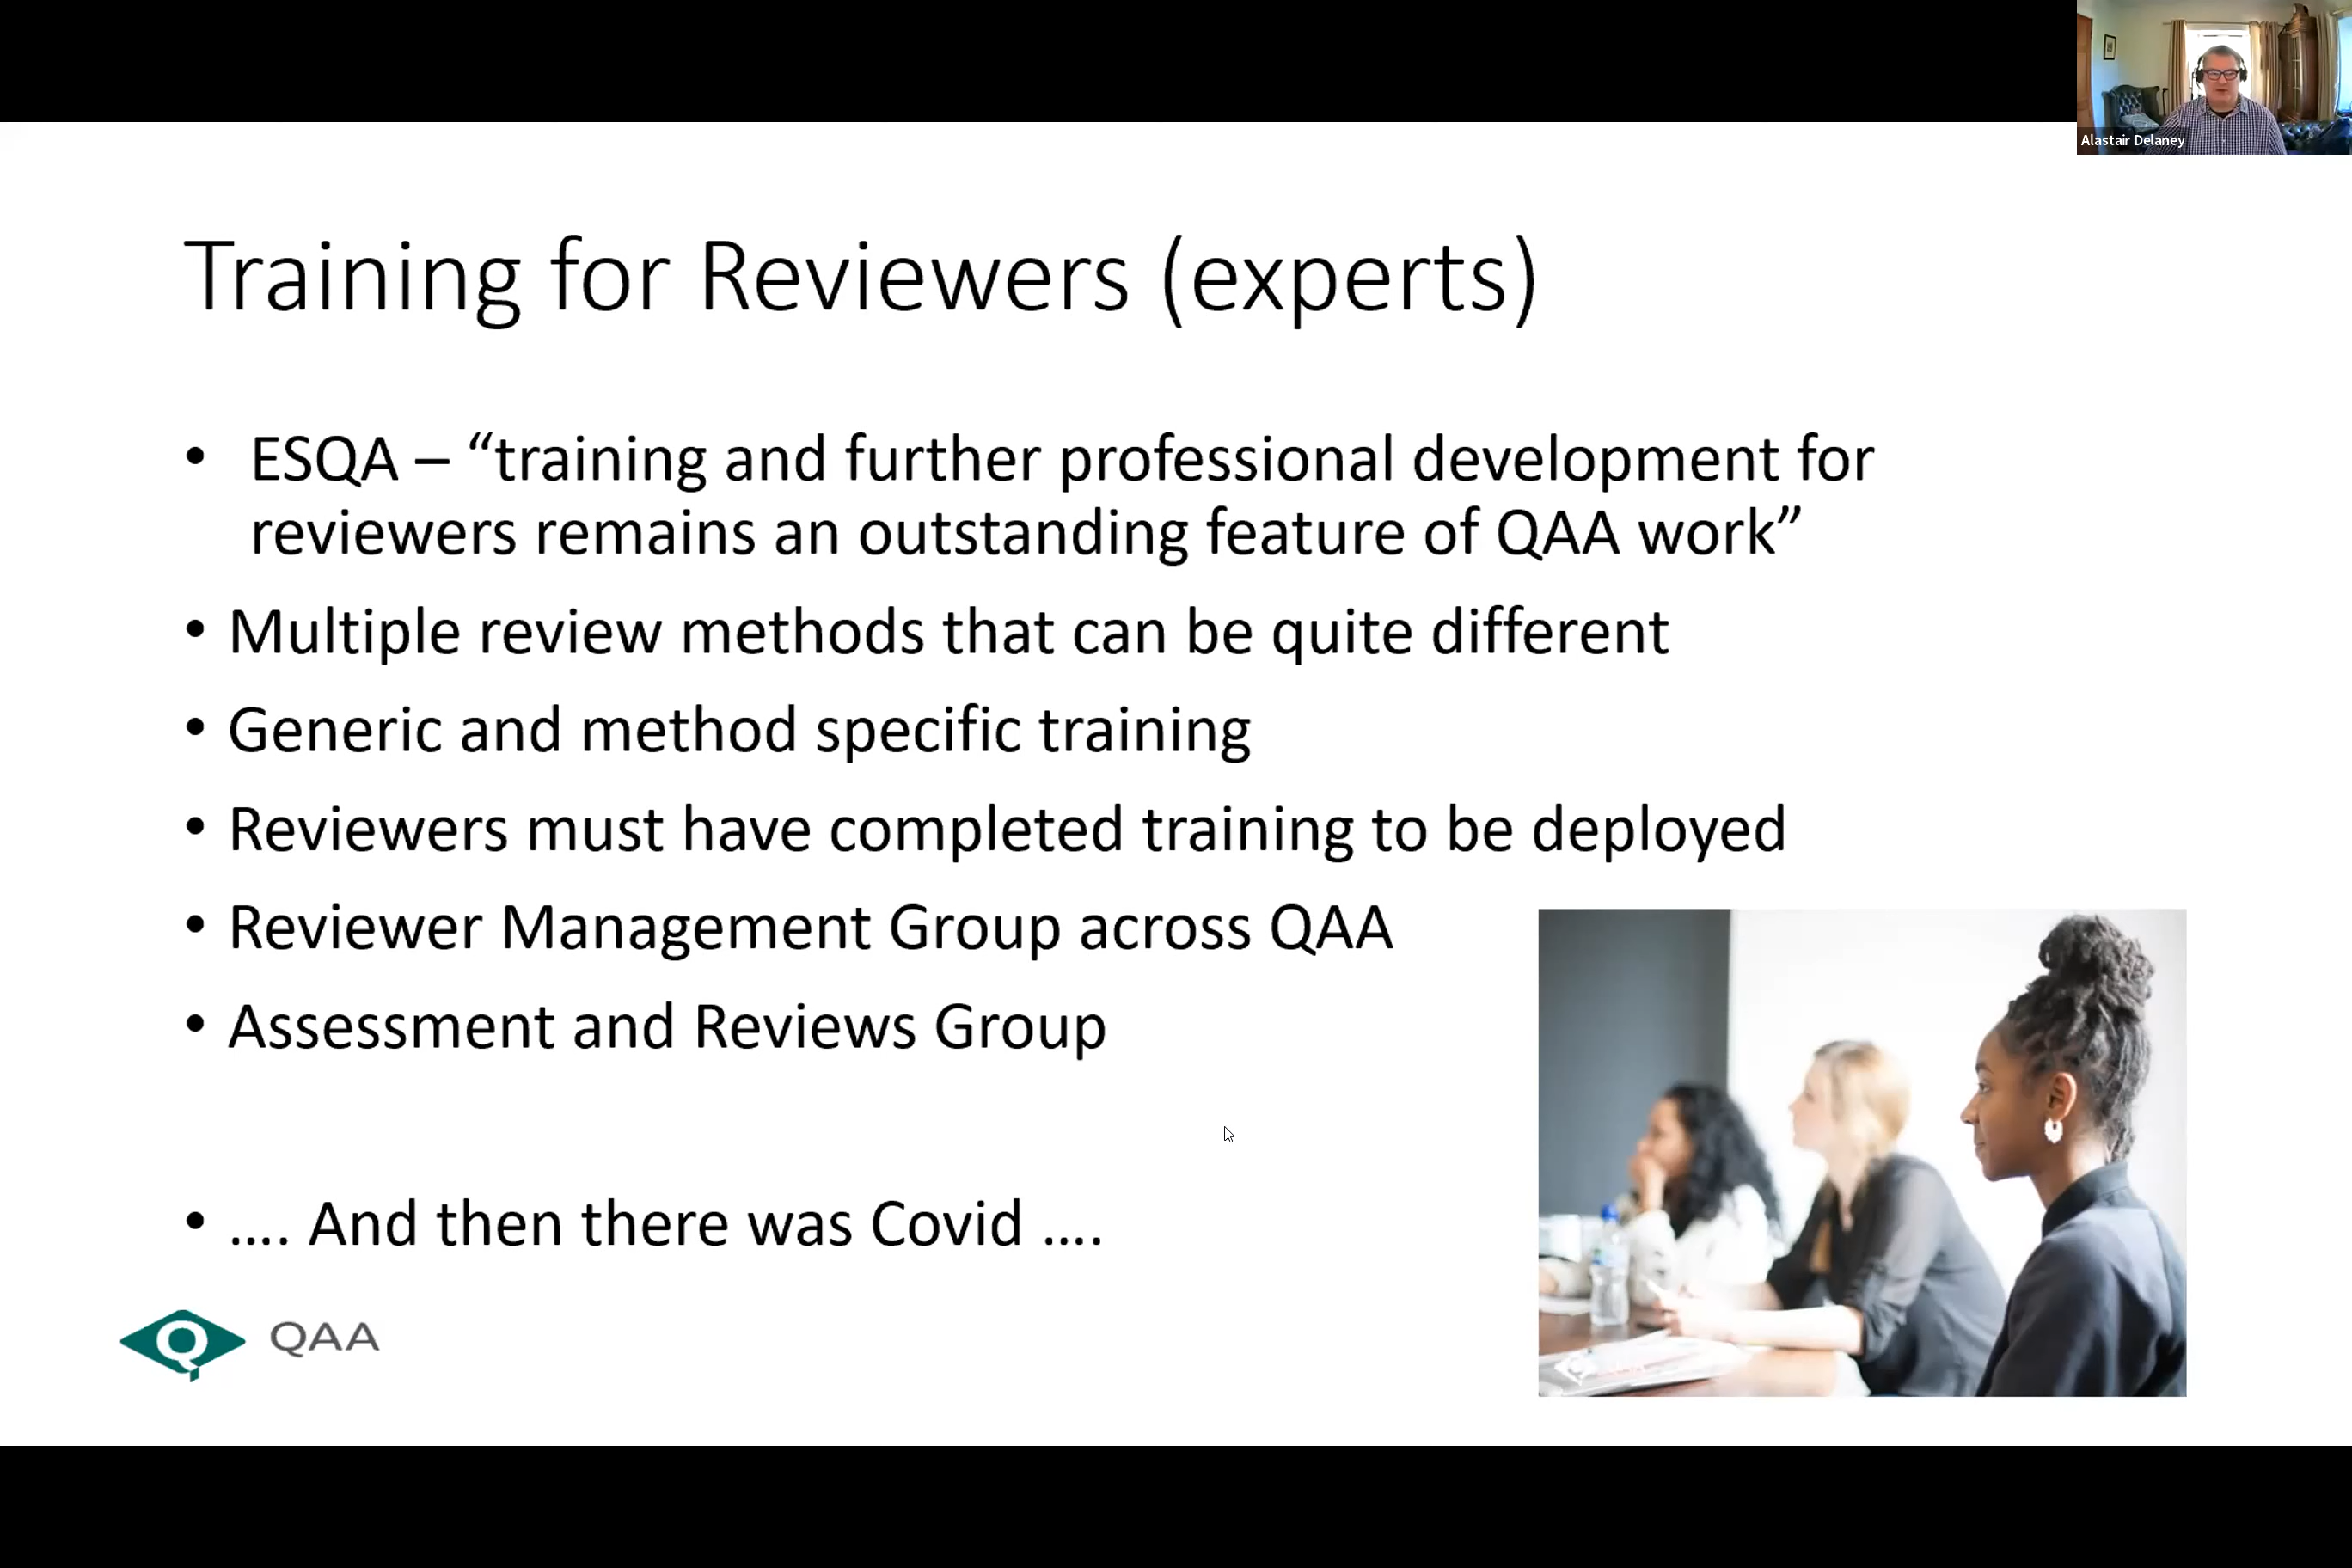 Alastair Delaney
Training for Reviewers (experts)
• ESQA – “training and further professional development for
reviewers remains an outstanding feature of QAA work”
• Multiple review methods that can be quite different
• Generic and method specific training
• Reviewers must have completed training to be deployed
• Reviewer Management Group across QAA
• Assessment and Reviews Group
• .... And then there was Covid ....
QAA